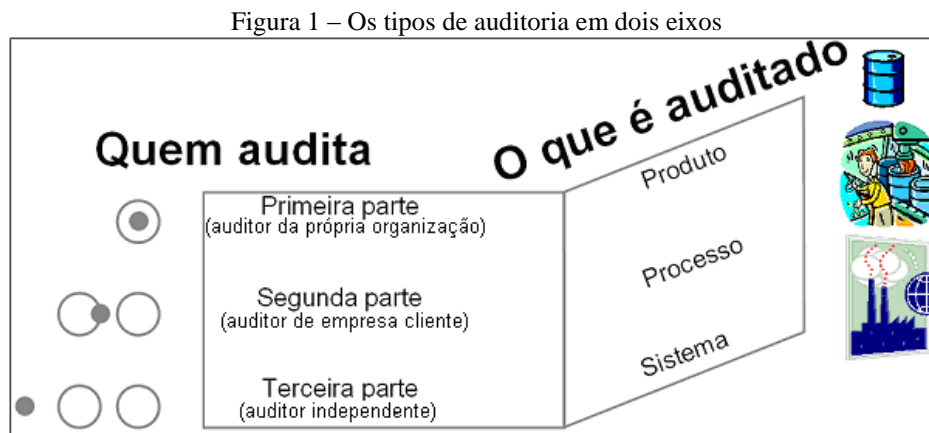 Figura 1 – Os tipos de auditoria em dois eixos
Quem audita
O que é auditado
Primeira parte
(auditor da própria organização)
Segunda parte
(auditor de empresa cliente)
Terceira parte
(auditor independente)
Produto
Processo
Sistema